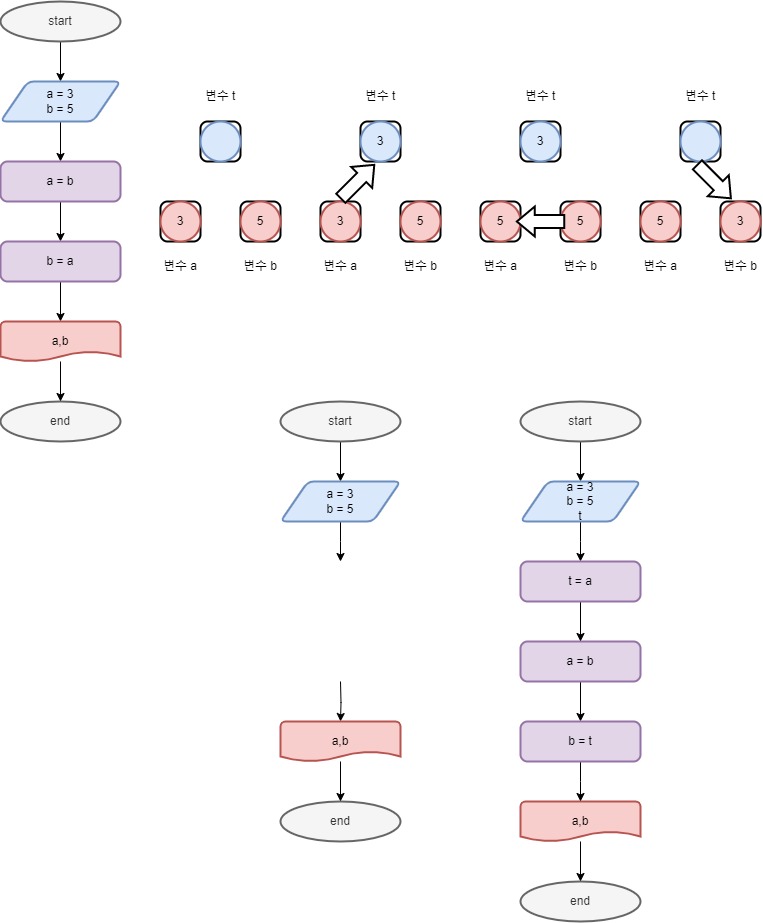 start
a = 3
b = 5
a = b
b = a
a,b
end
변수 t
3
5
변수 a
변수 b
변수 t
3
3
5
변수 a
변수 b
변수 t
3
5
5
변수 a
변수 b
변수 t
5
3
변수 a
변수 b
start
a = 3
b = 5
a,b
end
start
a = 3
b = 5
t
t = a
a = b
b = t
a,b
end